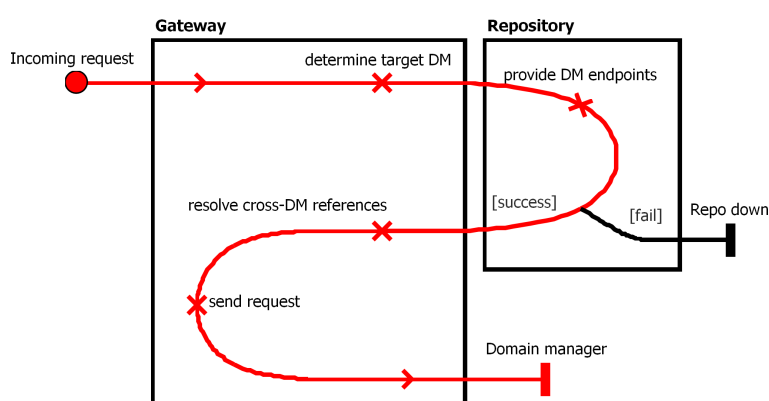 Gateway
Repository
Incoming request
determine target DM
provide DM endpoints
resolve cross-DM references
[success]
[fail]
Repo down
send request
Domain manager